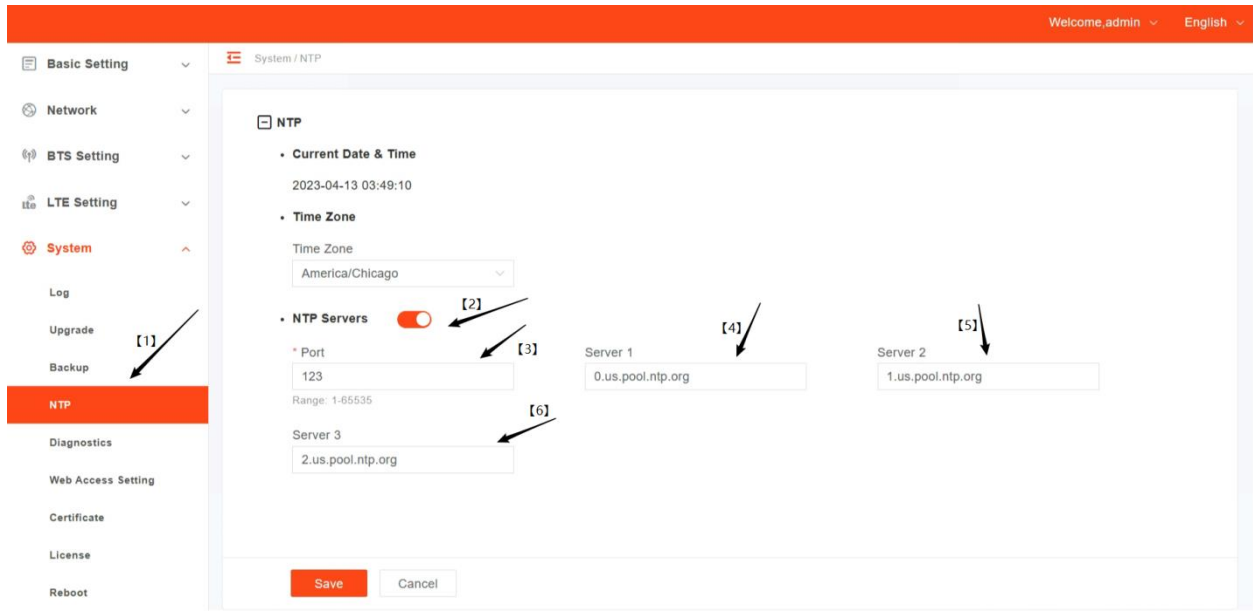 Welcome,admin English
Basic Setting
Network
BTS Setting
LTE Setting
System
Log
Upgrade
Backup
NTP
Diagnostics
Web Access Setting
Certificate
License
Reboot
【1】
System / NTP
NTP
• Current Date & Time
2023-04-13 03:49:10
• Time Zone
Time Zone
America/Chicago
• NTP Servers
【2】
* Port
【3】
123
Range: 1-65535
Server 1
【4】
0.us.pool.ntp.org
Server 2
【5】
1.us.pool.ntp.org
Server 3
【6】
2.us.pool.ntp.org
Save Cancel